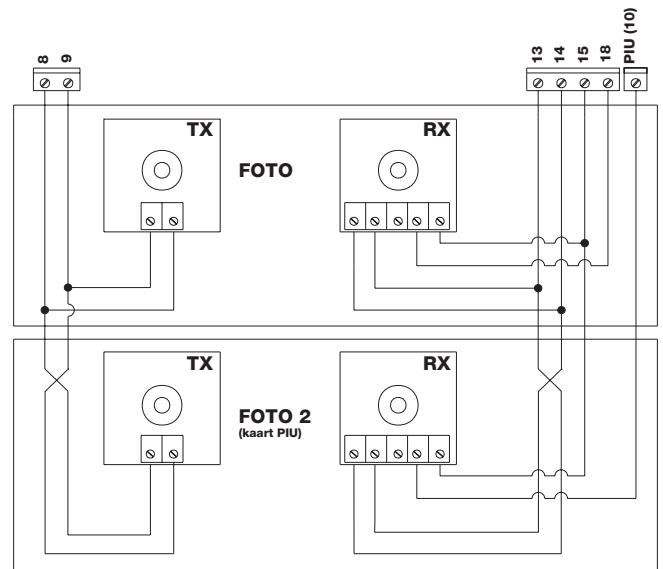 8 9 13 14 15 18 PIU (10)
TX RX
FOTO
TX RX
FOTO 2
(kaart PIU)